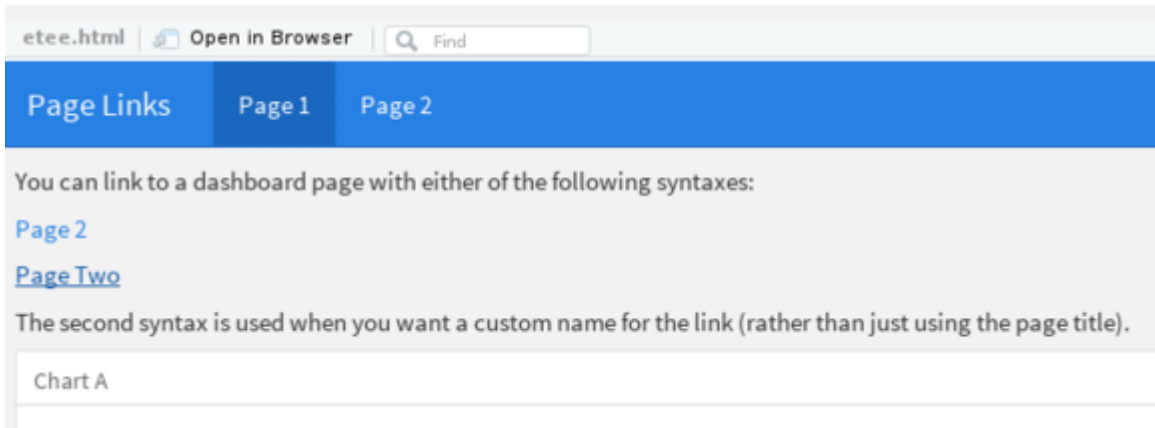 etee.html Open in Browser Find
Page Links Page 1 Page 2
You can link to a dashboard page with either of the following syntaxes:
Page 2
Page Two
The second syntax is used when you want a custom name for the link (rather than just using the page title).
Chart A